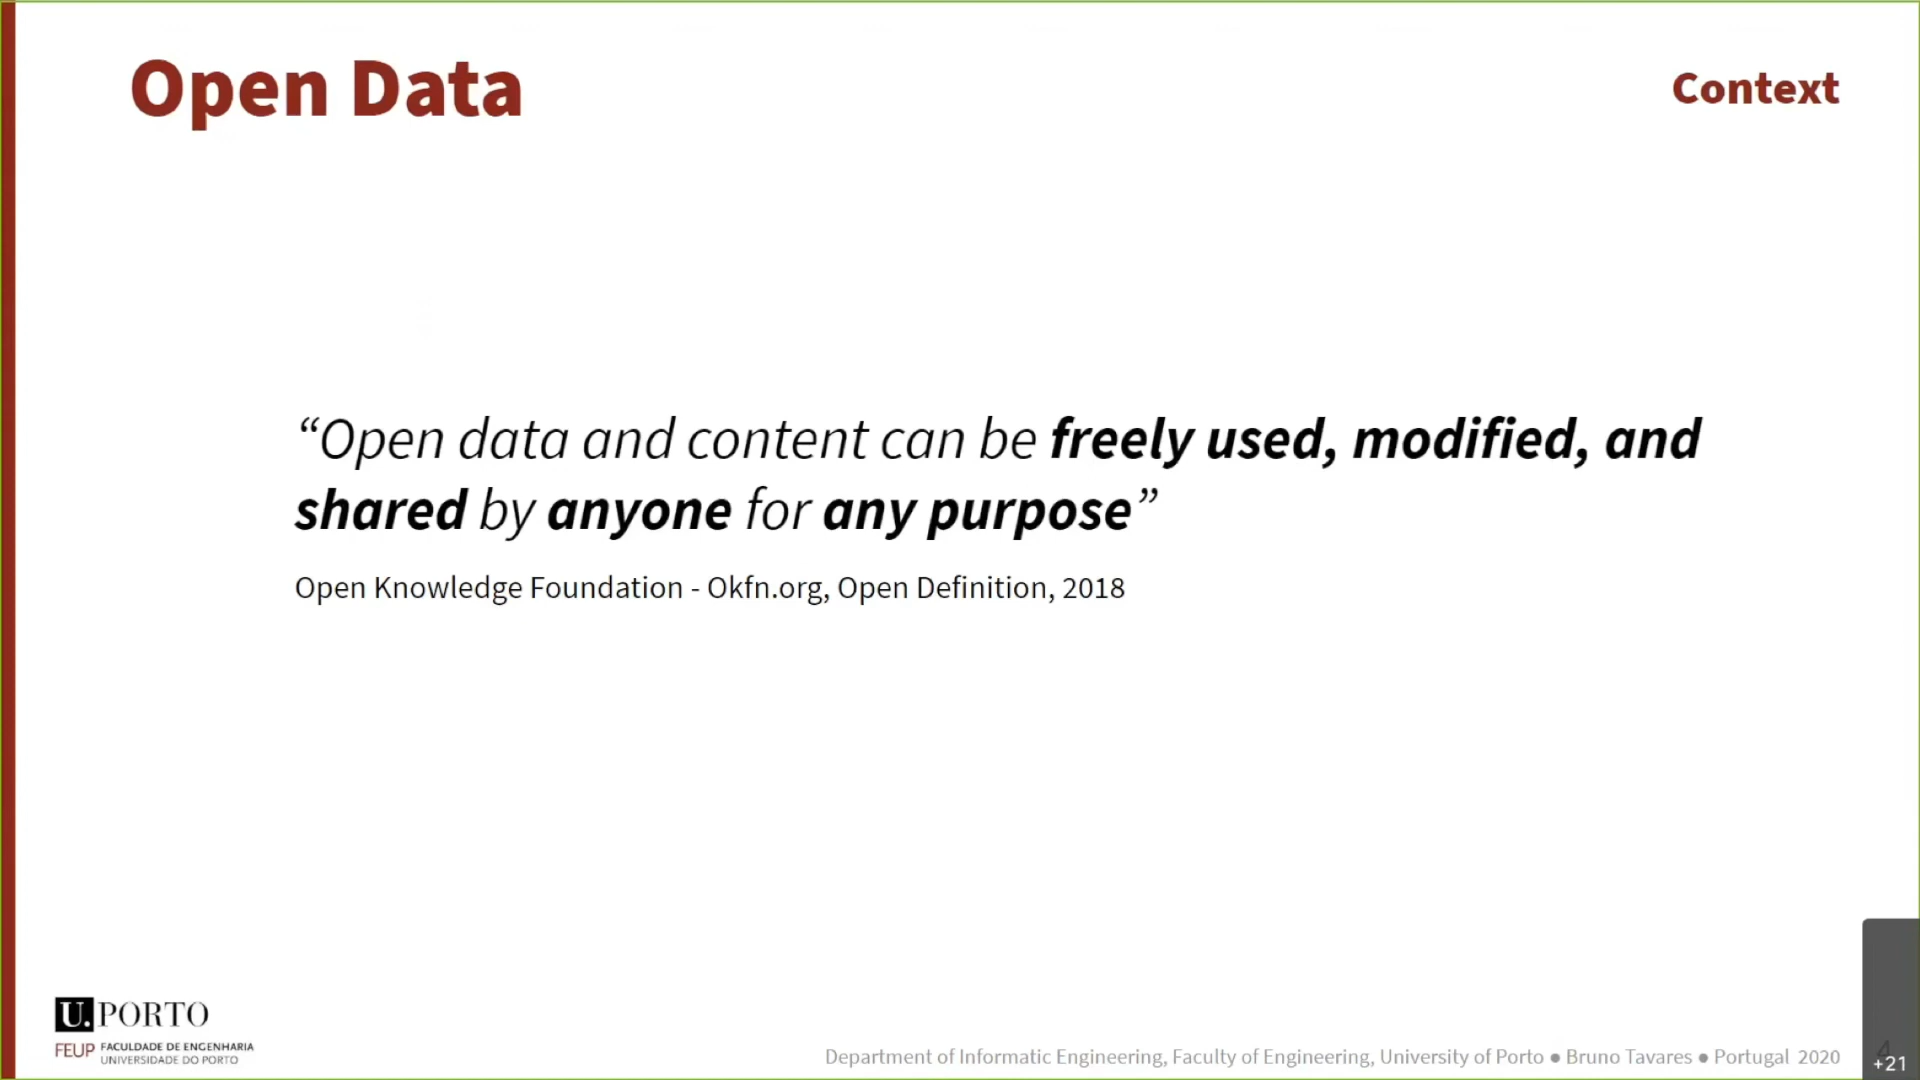 Open Data
Context
“Open data and content can be freely used, modified, and
shared by anyone for any purpose”
Open Knowledge Foundation - Okfn.org, Open Definition, 2018
U. PORTO
FEUP FACULDADE DE ENGENHARIA
UNIVERSIDADE DO PORTO
Department of Informatic Engineering, Faculty of Engineering, University of Porto ● Bruno Tavares ● Portugal 2020
4
+21